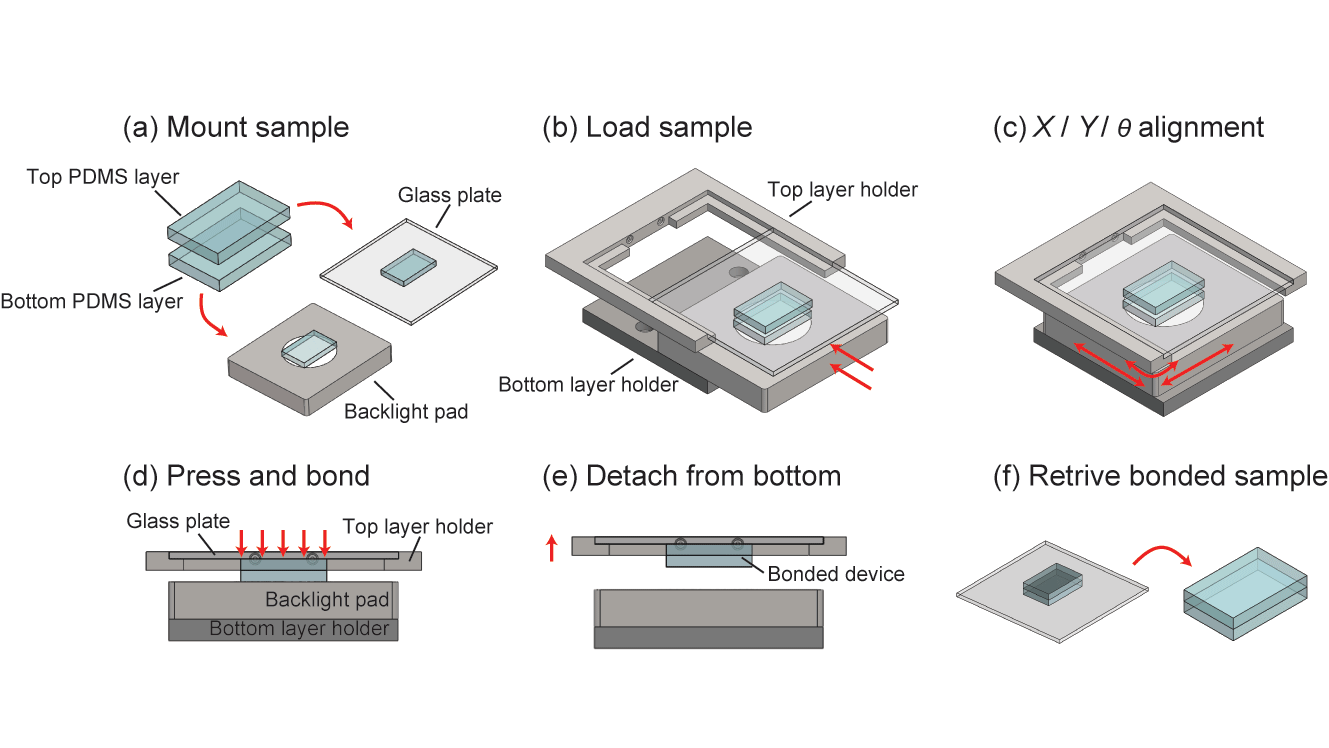 (a) Mount sample
Top PDMS layer
Glass plate
Bottom PDMS layer
Backlight pad
(b) Load sample
Top layer holder
Bottom layer holder
(c) X / Y / θ alignment
(d) Press and bond
Glass plate
Top layer holder
Backlight pad
Bottom layer holder
(e) Detach from bottom
Bonded device
(f) Retrive bonded sample